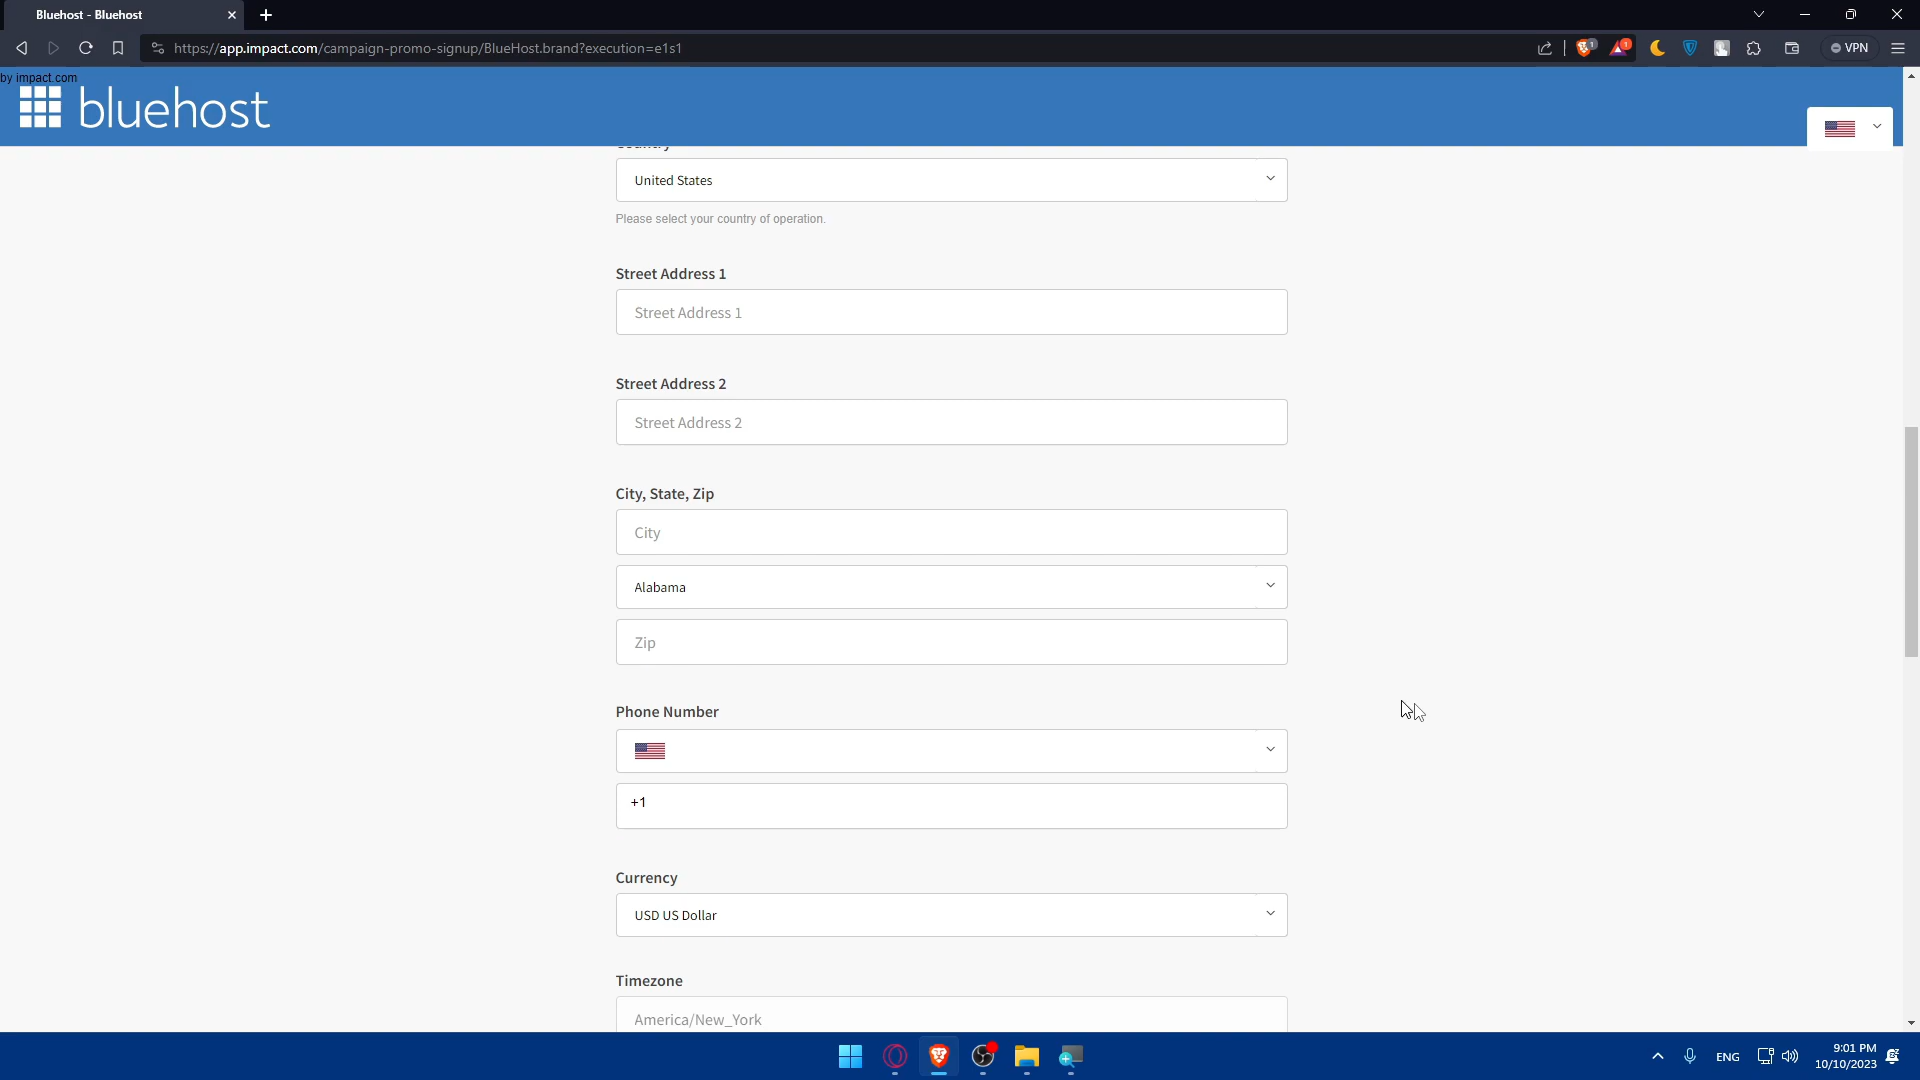 Bluehost - Bluehost
https://app.impact.com/campaign-promo-signup/BlueHost.brand?execution=e1s1
1
1
VPN
by impact.com
bluehost
United States
Please select your country of operation.
Street Address 1
Street Address 1
Street Address 2
Street Address 2
City, State, Zip
City
Alabama
Zip
Phone Number
+1
Currency
USD US Dollar
Timezone
America/New_York
ENG
9:01 PM
10/10/2023